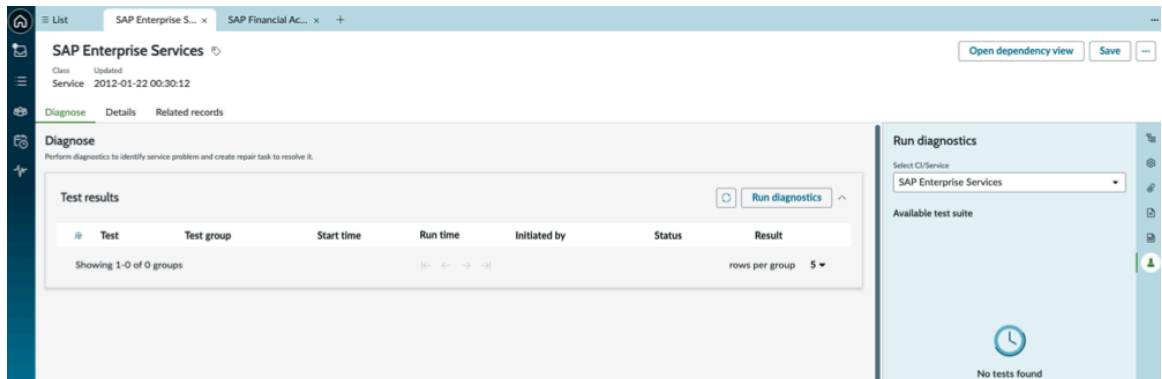 List
SAP Enterprise S... ×
SAP Financial Ac... × +
SAP Enterprise Services
Open dependency view
Save
Class Updated
Service 2012-01-22 00:30:12
Diagnose Details Related records
Diagnose
Perform diagnostics to identify service problem and create repair task to resolve it.
Test results
Run diagnostics
Test Test group Start time Run time Initiated by Status Result
Showing 1-0 of 0 groups
rows per group 5
Run diagnostics
Select CI/Service
SAP Enterprise Services
Available test suite
No tests found